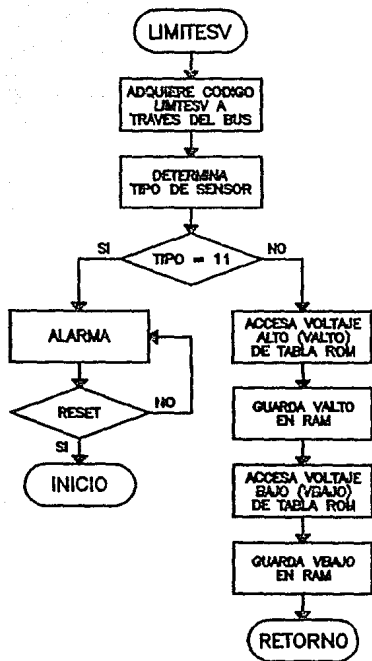 LIMITESV
ADQUIERE CODIGO
LIMTESV A
TRAVES DEL BUS
DETERMINA
TIPO DE SENSOR
SI
TIPO = 11
NO
ALARMA
RESET
NO
SI
INICIO
ACCESA VOLTAJE
ALTO (VALTO)
DE TABLA ROM
GUARDA VALTO
EN RAM
ACCESA VOLTAJE
BAJO (VBAJO)
DE TABLA ROM
GUARDA VBAJO
EN RAM
RETORNO